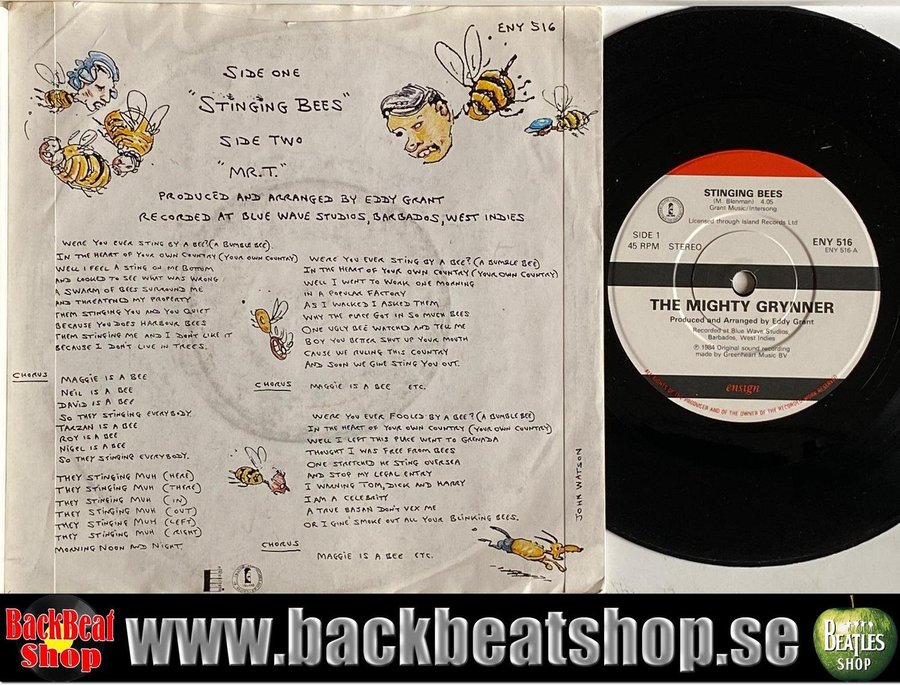 ENY 516
SIDE ONE
"STINGING BEES"
SIDE TWO
"MR.T."
PRODUCED AND ARRANGED BY EDDY GRANT
RECORDED AT BLUE WAVE STUDIOS, BARBADOS, WEST INDIES
WERE YOU EVER STING BY A BEE? (A BUMBLE BEE).
IN THE HEART OF YOUR OWN COUNTRY (YOUR OWN COUNTRY)
WELL I FEEL A STING ON ME BOTTOM
AND LOOKED TO SEE WHAT WAS WRONG
A SWARM OF BEES SURROUND ME
AND THREATNED MY PROPERTY
THEM STINGING YOU AND YOU QUIET
BECAUSE YOU DOES HARBOUR BEES
THEM STINGING ME AND I DON'T LIKE IT
BECAUSE I DON'T LIVE IN TREES.
CHORUS
MAGGIE IS A BEE
NEIL IS A BEE
DAVID IS A BEE
SO THEY STINGING EVERYBODY.
TARZAN IS A BEE
ROY IS A BEE
NIGEL IS A BEE
SO THEY STINGING EVERYBODY.
THEY STINGING MUH (HERE)
THEY STINGING MUH (THERE)
THEY STINGING MUH (IN)
THEY STINGING MUH (OUT)
THEY STINGING MUH (LEFT)
THEY STINGING MUH (RIGHT)
MORNING NOON AND NIGHT.
WERE YOU EVER STING BY A BEE? (A BUMBLE BEE)
IN THE HEART OF YOUR OWN COUNTRY (YOUR OWN COUNTRY)
WELL I WENT TO WORK ONE MORNING
IN A POPULAR FACTORY
AS I WALKED I ASKED THEM
WHY THE PLACE GOT IN SO MUCH BEES
ONE UGLY BEE WATCHED AND TELL ME
BOY YOU BETTER SHUT UP YOUR MOUTH
CAUSE WE RULING THIS COUNTRY
AND SOON WE GINE STING YOU OUT.
CHORUS MAGGIE IS A BEE ETC.
WERE YOU EVER FOOLED BY A BEE? (A BUMBLE BEE)
IN THE HEART OF YOUR OWN COUNTRY (YOUR OWN COUNTRY)
WELL I LEFT THIS PLACE WENT TO GRENADA
THOUGHT I WAS FREE FROM BEES
ONE STRETCHED HE STING OVERSEA
AND STOP MY LEGAL ENTRY
I WARNING TOM, DICK AND HARRY
I AM A CELEBRITY
A TRUE BAJAN DON'T VEX ME
OR I GINE SMOKE OUT ALL YOUR BLINKING BEES.
CHORUS
MAGGIE IS A BEE ETC.
JOHN WATSON
STINGING BEES
(M. Blenman) 4.05
Grant Music/Intersong
Licensed through Island Records Ltd
SIDE 1
45 RPM STEREO
ENY 516
ENY 516-A
THE MIGHTY GRYNNER
Produced and Arranged by Eddy Grant
Recorded at Blue Wave Studios,
Barbados, West Indies
℗ 1984 Original sound recording
made by Greenheart Music BV
ensign
BackBeat
Shop
www.backbeatshop.se
BEATLES
SHOP